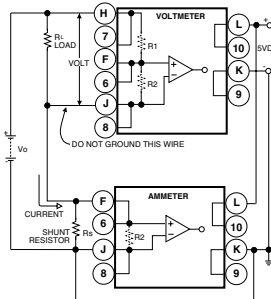 VOLTMETER
H
7
F
6
J
8
RL
LOAD
VOLT
R1
R2
+
−
L
10
K
9
+
5VD
-
DO NOT GROUND THIS WIRE
+
Vo
-
CURRENT
SHUNT
RESISTOR
Rs
AMMETER
F
6
J
8
R2
+
−
L
10
K
9